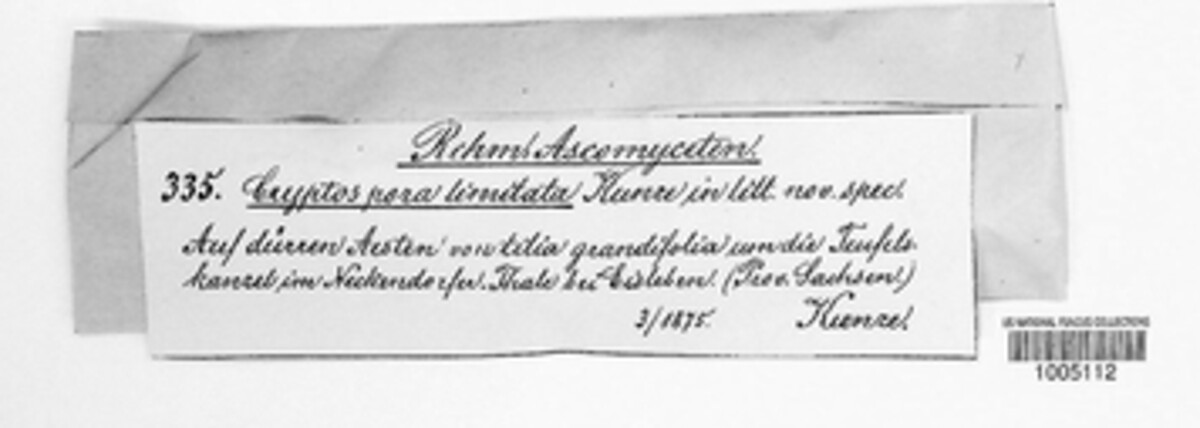 Rehm. Ascomyceten.
335. Cryptospora limitata Kunze in litt. nov. spec.
Auf dürren Aesten von tilia grandifolia um die Teufels-
kanzel im Neckendorfer. Thale bei Eisleben. (Prov. Sachsen.)
3/1875. Kunze.
US NATIONAL FUNGUS COLLECTIONS
1005112